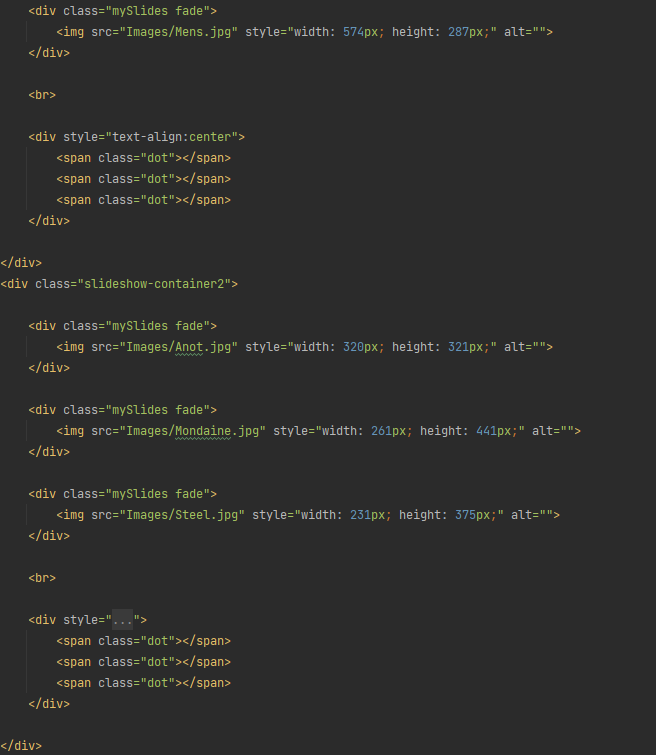 <div class="mySlides fade">
<img src="Images/Mens.jpg" style="width: 574px; height: 287px;" alt="">
</div>
<br>
<div style="text-align:center">
<span class="dot"></span>
<span class="dot"></span>
<span class="dot"></span>
</div>
</div>
<div class="slideshow-container2">
<div class="mySlides fade">
<img src="Images/Anot.jpg" style="width: 320px; height: 321px;" alt="">
</div>
<div class="mySlides fade">
<img src="Images/Mondaine.jpg" style="width: 261px; height: 441px;" alt="">
</div>
<div class="mySlides fade">
<img src="Images/Steel.jpg" style="width: 231px; height: 375px;" alt="">
</div>
<br>
<div style="...">
<span class="dot"></span>
<span class="dot"></span>
<span class="dot"></span>
</div>
</div>